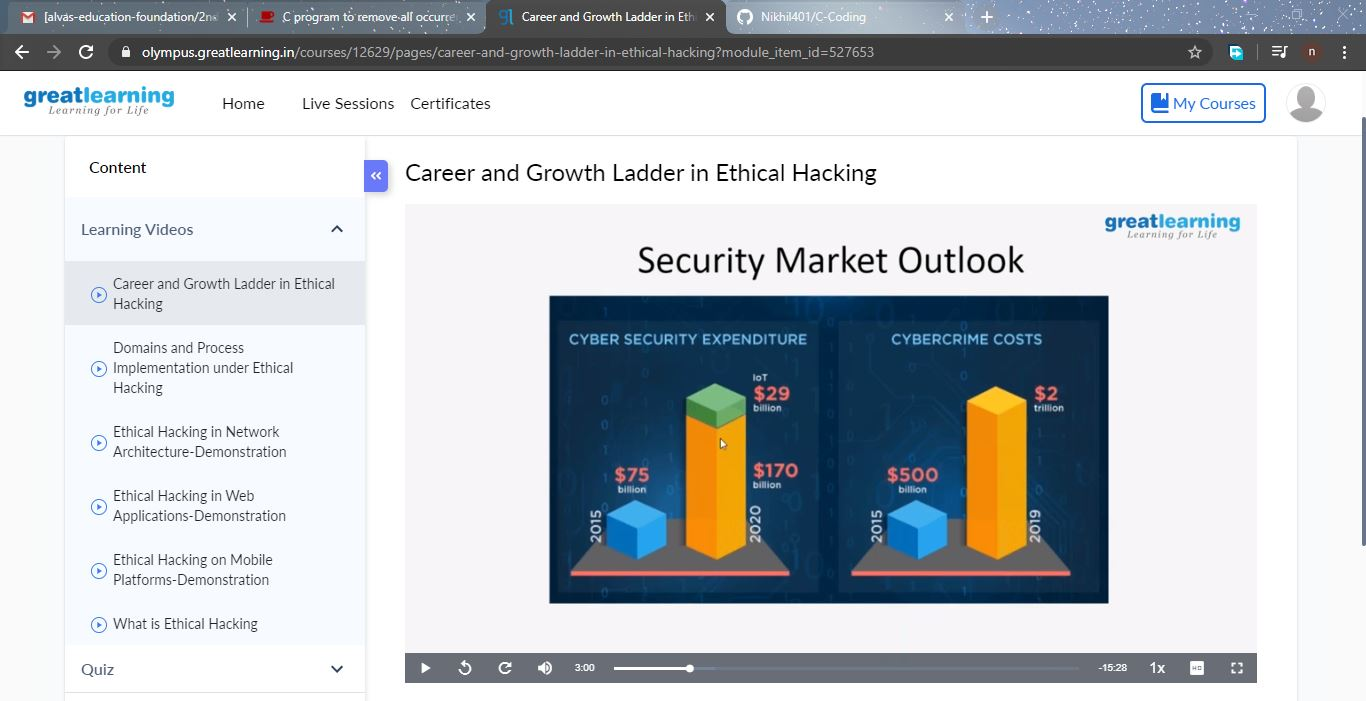 [alvas-education-foundation/2nd
C program to remove all occurre
Career and Growth Ladder in Eth
Nikhil401/C-Coding
olympus.greatlearning.in/courses/12629/pages/career-and-growth-ladder-in-ethical-hacking?module_item_id=527653
n
greatlearning
Learning for Life
Home
Live Sessions
Certificates
My Courses
Content
Learning Videos
Career and Growth Ladder in Ethical
Hacking
Domains and Process
Implementation under Ethical
Hacking
Ethical Hacking in Network
Architecture-Demonstration
Ethical Hacking in Web
Applications-Demonstration
Ethical Hacking on Mobile
Platforms-Demonstration
What is Ethical Hacking
Quiz
Career and Growth Ladder in Ethical Hacking
greatlearning
Learning for Life
Security Market Outlook
CYBER SECURITY EXPENDITURE
IoT
$29
billion
$75
billion
$170
billion
2015
2020
CYBERCRIME COSTS
$2
trillion
$500
billion
2015
2019
3:00
-15:28
1x
HD